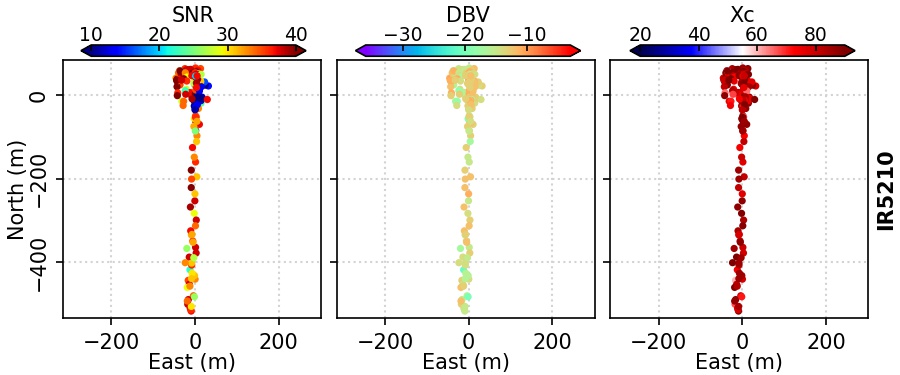 SNR DBV Xc
10 20 30 40 −30 −20 −10 20 40 60 80
0
−200
−400
North (m)
IR5210
−200 0 200 −200 0 200 −200 0 200
East (m) East (m) East (m)